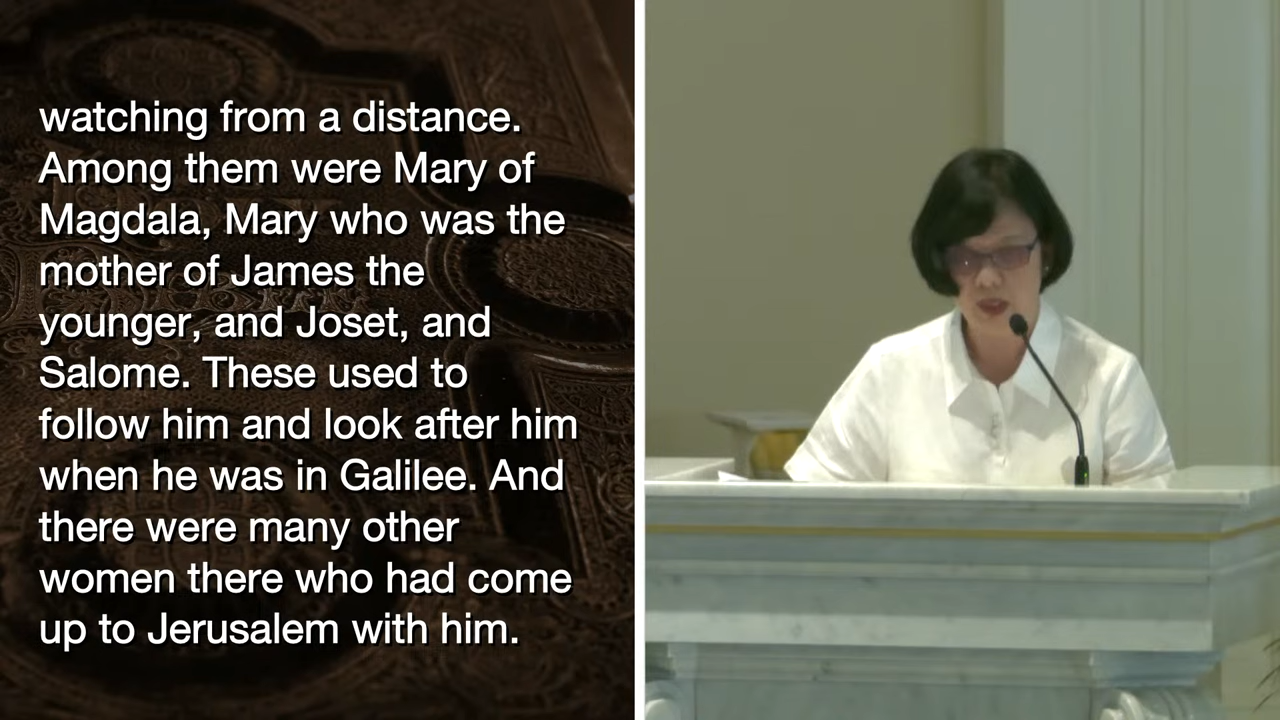 watching from a distance.
Among them were Mary of
Magdala, Mary who was the
mother of James the
younger, and Joset, and
Salome. These used to
follow him and look after him
when he was in Galilee. And
there were many other
women there who had come
up to Jerusalem with him.